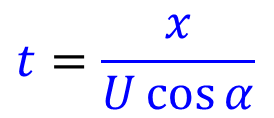 t = x / (U cos α)